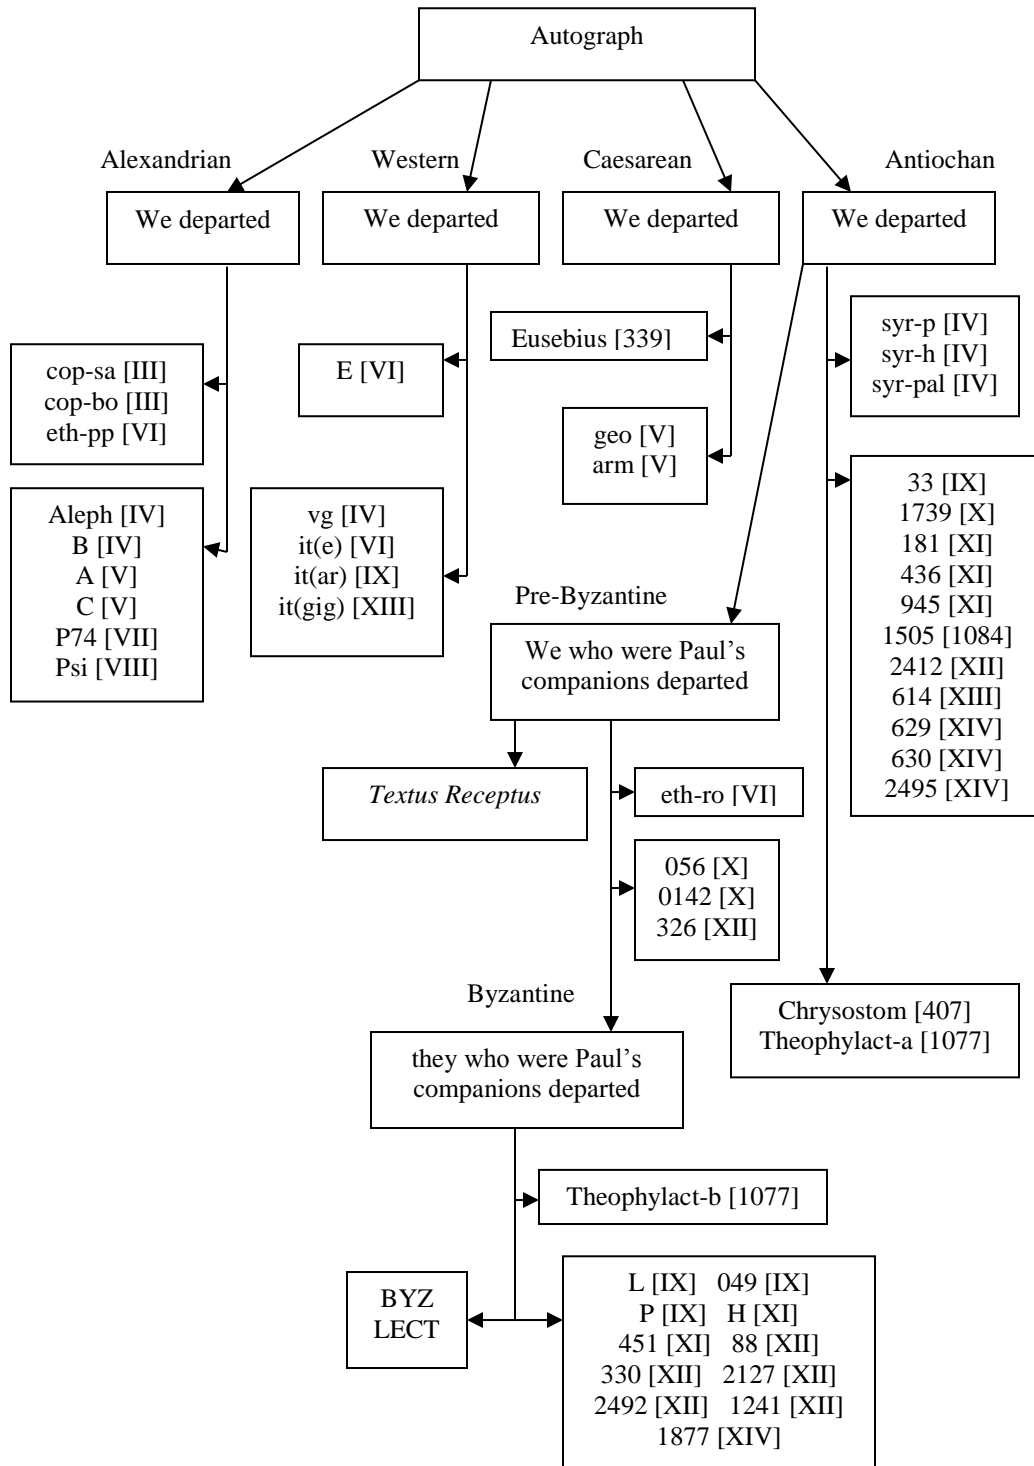 Autograph
Alexandrian
Western
Caesarean
Antiochan
We departed
We departed
We departed
We departed
cop-sa [III]
cop-bo [III]
eth-pp [VI]
Aleph [IV]
B [IV]
A [V]
C [V]
P74 [VII]
Psi [VIII]
E [VI]
vg [IV]
it(e) [VI]
it(ar) [IX]
it(gig) [XIII]
Eusebius [339]
geo [V]
arm [V]
syr-p [IV]
syr-h [IV]
syr-pal [IV]
33 [IX]
1739 [X]
181 [XI]
436 [XI]
945 [XI]
1505 [1084]
2412 [XII]
614 [XIII]
629 [XIV]
630 [XIV]
2495 [XIV]
Chrysostom [407]
Theophylact-a [1077]
Pre-Byzantine
We who were Paul’s
companions departed
Textus Receptus
eth-ro [VI]
056 [X]
0142 [X]
326 [XII]
Byzantine
they who were Paul’s
companions departed
Theophylact-b [1077]
BYZ
LECT
L [IX] 049 [IX]
P [IX] H [XI]
451 [XI] 88 [XII]
330 [XII] 2127 [XII]
2492 [XII] 1241 [XII]
1877 [XIV]